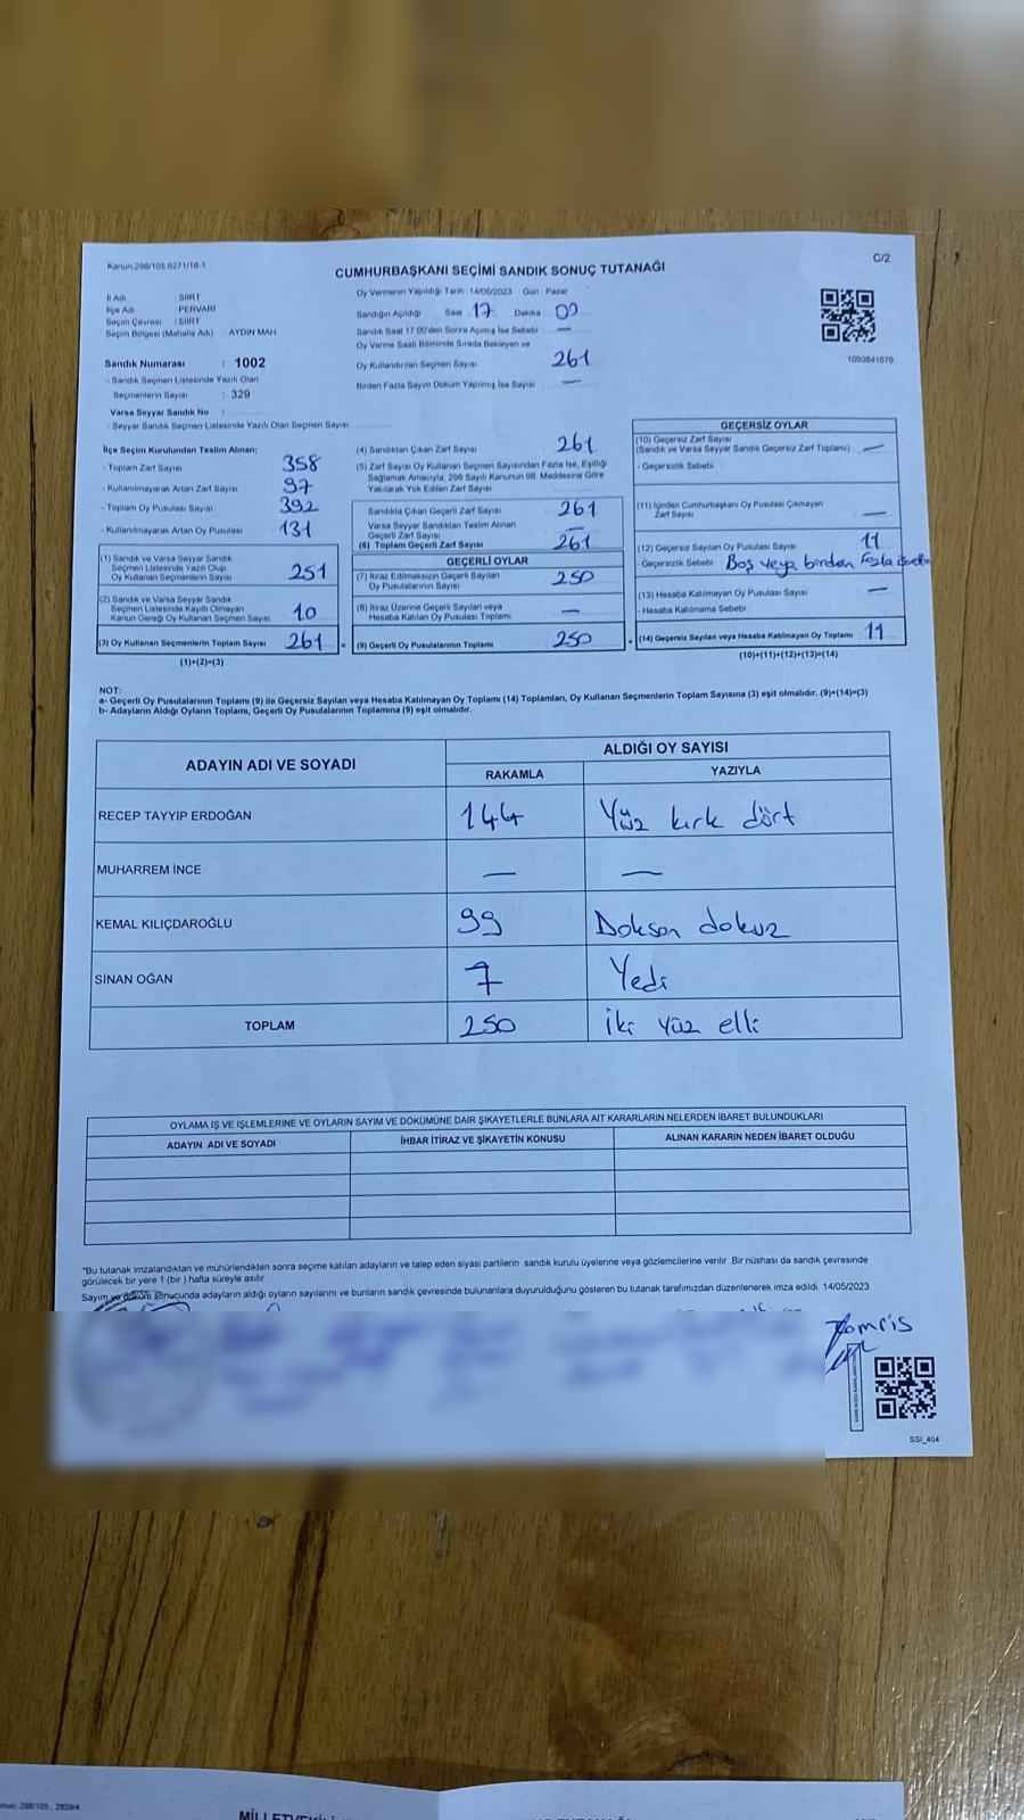 Kanun:298/105,6271/18-1
CUMHURBAŞKANI SEÇİMİ SANDIK SONUÇ TUTANAĞI
C/2
İl Adı : SİİRT
İlçe Adı : PERVARİ
Seçim Çevresi : SİİRT
Seçim Bölgesi (Mahalle Adı) AYDIN MAH
Sandık Numarası : 1002
- Sandık Seçmen Listesinde Yazılı Olan
Seçmenlerin Sayısı : 329
Varsa Seyyar Sandık No :
- Seyyar Sandık Seçmen Listesinde Yazılı Olan Seçmen Sayısı
Oy Vermenin Yapıldığı Tarih: 14/05/2023 Gün : Pazar
Sandığın Açıldığı Saat 17 Dakika 00
Sandık Saat 17.00'den Sonra Açılmış İse Sebebi —
Oy Verme Saati Bitiminde Sırada Bekleyen ve
Oy Kullandırılan Seçmen Sayısı 261
Birden Fazla Sayım Döküm Yapılmış İse Sayısı —
1093841670
İlçe Seçim Kurulundan Teslim Alınan:
- Toplam Zarf Sayısı 358
- Kullanılmayarak Artan Zarf Sayısı 97
- Toplam Oy Pusulası Sayısı 392
- Kullanılmayarak Artan Oy Pusulası 131
(1) Sandık ve Varsa Seyyar Sandık
Seçmen Listesinde Yazılı Olup
Oy Kullanan Seçmenlerin Sayısı 251
(2) Sandık ve Varsa Seyyar Sandık
Seçmen Listesinde Kayıtlı Olmayan
Kanun Gereği Oy Kullanan Seçmen Sayısı 10
(3) Oy Kullanan Seçmenlerin Toplam Sayısı 261
(1)+(2)=(3)
(4) Sandıktan Çıkan Zarf Sayısı 261
(5) Zarf Sayısı Oy Kullanan Seçmen Sayısından Fazla İse, Eşitliği
Sağlamak Amacıyla, 298 Sayılı Kanunun 98. Maddesine Göre
Yakılarak Yok Edilen Zarf Sayısı
Sandıkta Çıkan Geçerli Zarf Sayısı 261
Varsa Seyyar Sandıktan Teslim Alınan
Geçerli Zarf Sayısı —
(6) Toplam Geçerli Zarf Sayısı 261
GEÇERLİ OYLAR
(7) İtiraz Edilmeksizin Geçerli Sayılan
Oy Pusulalarının Sayısı 250
(8) İtiraz Üzerine Geçerli Sayılan veya
Hesaba Katılan Oy Pusulası Toplamı —
= (9) Geçerli Oy Pusulalarının Toplamı 250
GEÇERSİZ OYLAR
(10) Geçersiz Zarf Sayısı
(Sandık ve Varsa Seyyar Sandık Geçersiz Zarf Toplamı) —
- Geçersizlik Sebebi
(11) İçinden Cumhurbaşkanı Oy Pusulası Çıkmayan
Zarf Sayısı —
(12) Geçersiz Sayılan Oy Pusulası Sayısı 11
- Geçersizlik Sebebi Boş veya birden fazla
(13) Hesaba Katılmayan Oy Pusulası Sayısı —
- Hesaba Katılmama Sebebi
+ (14) Geçersiz Sayılan veya Hesaba Katılmayan Oy Toplamı 11
(10)+(11)+(12)+(13)=(14)
NOT:
a- Geçerli Oy Pusulalarının Toplamı (9) ile Geçersiz Sayılan veya Hesaba Katılmayan Oy Toplamı (14) Toplamları, Oy Kullanan Seçmenlerin Toplam Sayısına (3) eşit olmalıdır. (9)+(14)=(3)
b- Adayların Aldığı Oyların Toplamı, Geçerli Oy Pusulalarının Toplamına (9) eşit olmalıdır.
ADAYIN ADI VE SOYADI
ALDIĞI OY SAYISI
RAKAMLA YAZIYLA
RECEP TAYYİP ERDOĞAN 144 Yüz kırk dört
MUHARREM İNCE — —
KEMAL KILIÇDAROĞLU 99 Doksan dokuz
SİNAN OĞAN 7 Yedi
TOPLAM 250 iki yüz elli
OYLAMA İŞ VE İŞLEMLERİNE VE OYLARIN SAYIM VE DÖKÜMÜNE DAİR ŞİKAYETLERLE BUNLARA AİT KARARLARIN NELERDEN İBARET BULUNDUKLARI
ADAYIN ADI VE SOYADI İHBAR İTİRAZ VE ŞİKAYETİN KONUSU ALINAN KARARIN NEDEN İBARET OLDUĞU
"Bu tutanak imzalandıktan ve mühürlendikten sonra seçime katılan adayların ve talep eden siyasi partilerin sandık kurulu üyelerine veya gözlemcilerine verilir. Bir nüshası da sandık çevresinde
görülecek bir yere 1 (bir ) hafta süreyle asılır.
Sayım ve döküm sonucunda adayların aldığı oyların sayılarını ve bunların sandık çevresinde bulunanlara duyurulduğunu gösteren bu tutanak tarafımızdan düzenlenerek imza edildi. 14/05/2023
Tomris
SSI_404